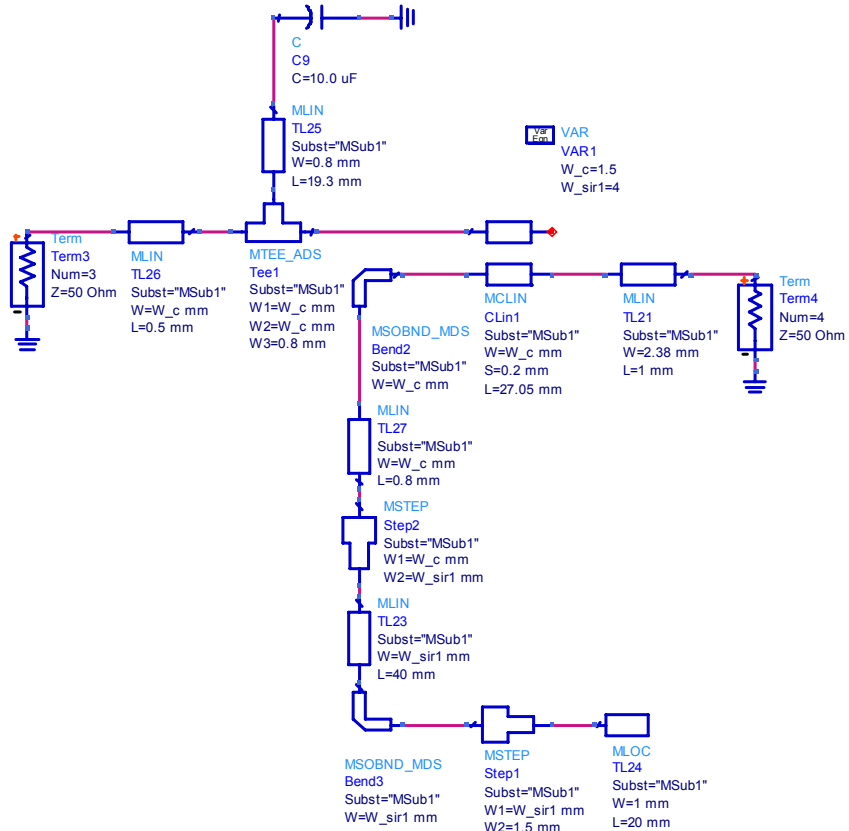 C
C9
C=10.0 uF
MLIN
TL25
Subst="MSub1"
W=0.8 mm
L=19.3 mm
Var
Eqn
VAR
VAR1
W_c=1.5
W_sir1=4
Term
Term3
Num=3
Z=50 Ohm
MLIN
TL26
Subst="MSub1"
W=W_c mm
L=0.5 mm
MTEE_ADS
Tee1
Subst="MSub1"
W1=W_c mm
W2=W_c mm
W3=0.8 mm
MSOBND_MDS
Bend2
Subst="MSub1"
W=W_c mm
MCLIN
CLin1
Subst="MSub1"
W=W_c mm
S=0.2 mm
L=27.05 mm
MLIN
TL21
Subst="MSub1"
W=2.38 mm
L=1 mm
Term
Term4
Num=4
Z=50 Ohm
MLIN
TL27
Subst="MSub1"
W=W_c mm
L=0.8 mm
MSTEP
Step2
Subst="MSub1"
W1=W_c mm
W2=W_sir1 mm
MLIN
TL23
Subst="MSub1"
W=W_sir1 mm
L=40 mm
MSOBND_MDS
Bend3
Subst="MSub1"
W=W_sir1 mm
MSTEP
Step1
Subst="MSub1"
W1=W_sir1 mm
W2=1.5 mm
MLOC
TL24
Subst="MSub1"
W=1 mm
L=20 mm